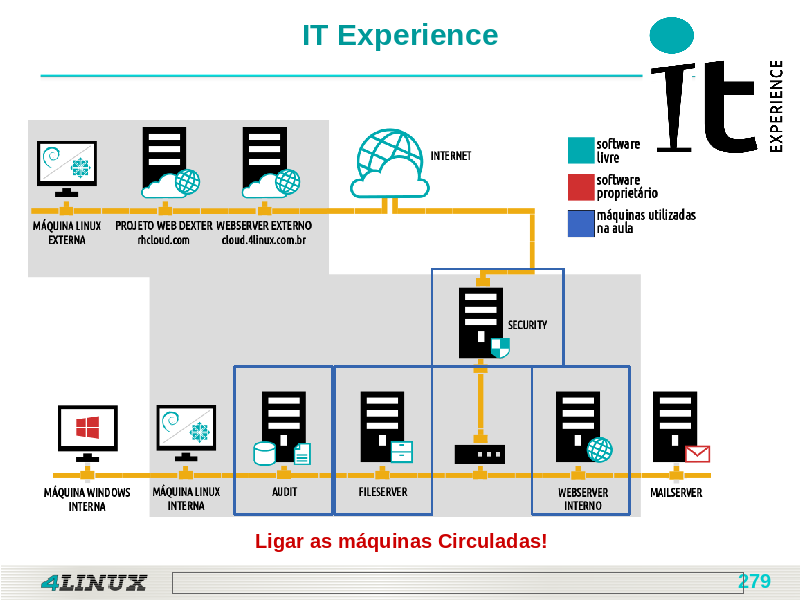 IT Experience
it
EXPERIENCE
software
livre
software
proprietário
máquinas utilizadas
na aula
INTERNET
MÁQUINA LINUX
EXTERNA
PROJETO WEB DEXTER
rhcloud.com
WEBSERVER EXTERNO
cloud.4linux.com.br
SECURITY
MÁQUINA WINDOWS
INTERNA
MÁQUINA LINUX
INTERNA
AUDIT
FILESERVER
WEBSERVER
INTERNO
MAILSERVER
Ligar as máquinas Circuladas!
4LINUX
279